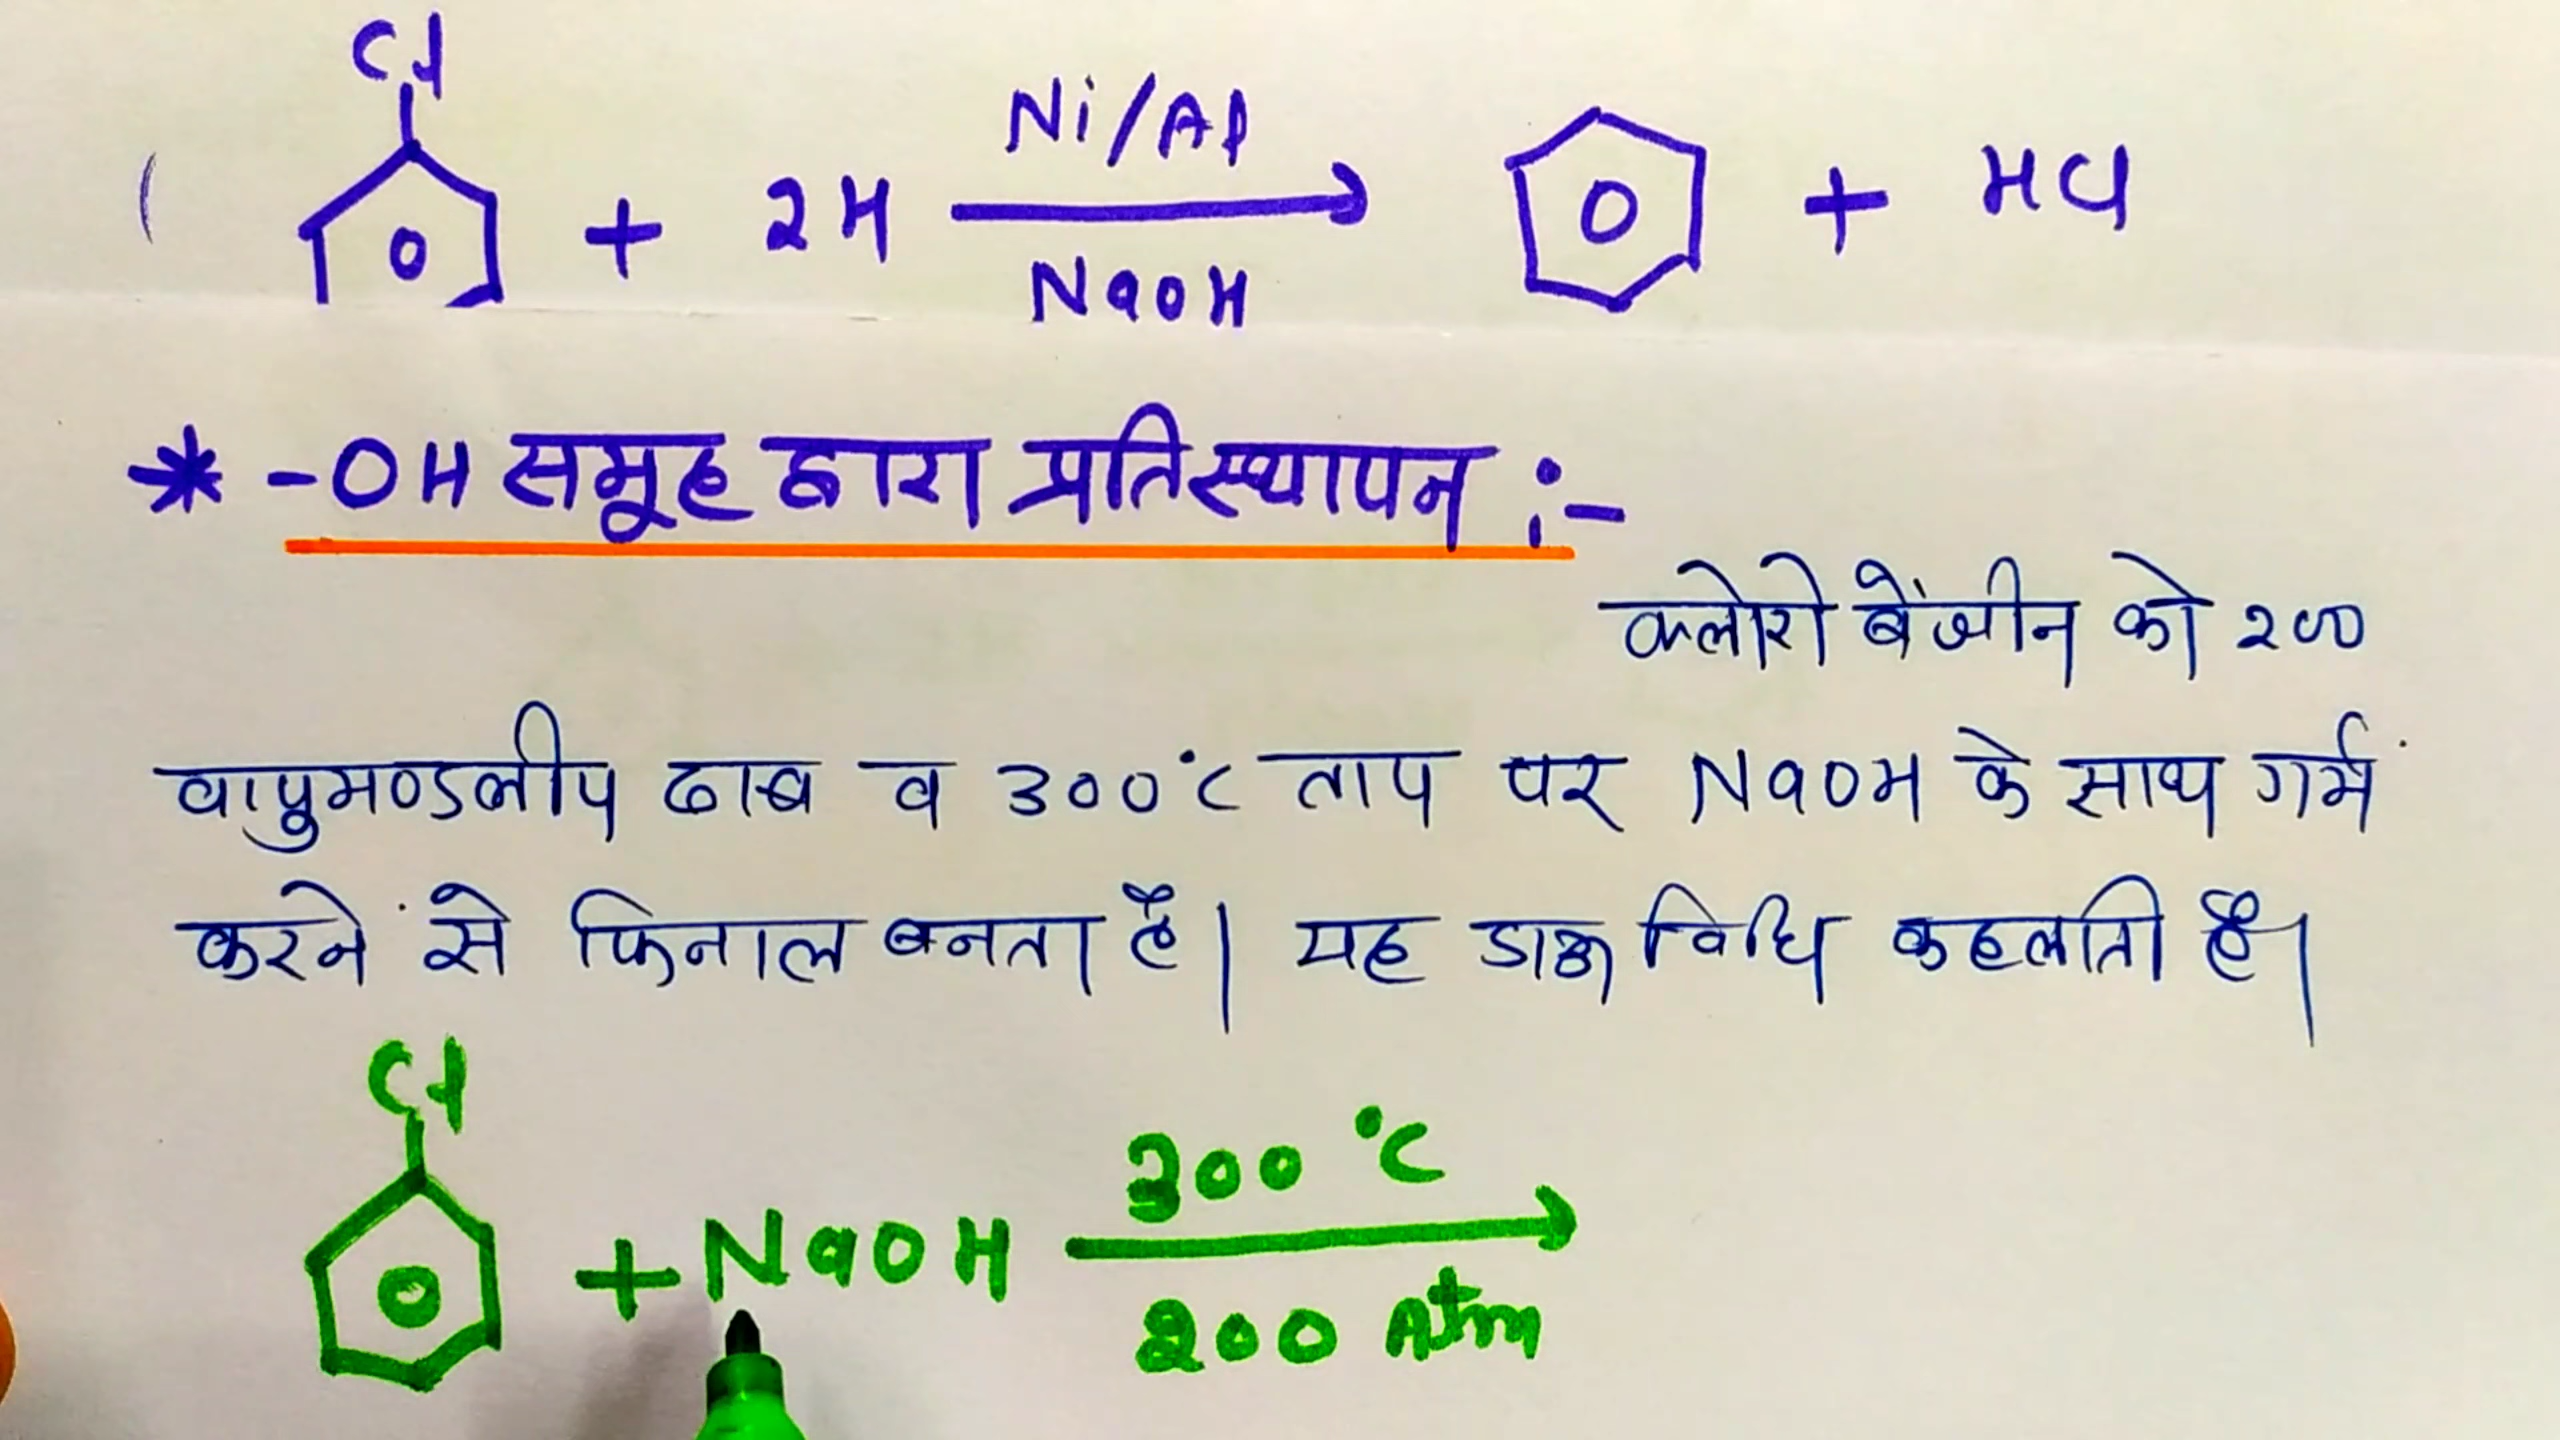 Cl
+ 2H Ni/Al NaOH + HCl
* -OH समूह द्वारा प्रतिस्थापन :-
क्लोरो बेंजीन को 200
वायुमण्डलीय दाब व 300°C ताप पर NaOH के साथ गर्म
करने से फिनाल बनता है। यह डाऊ विधि कहलाती है।
Cl
+ NaOH 300 °C 200 Atm